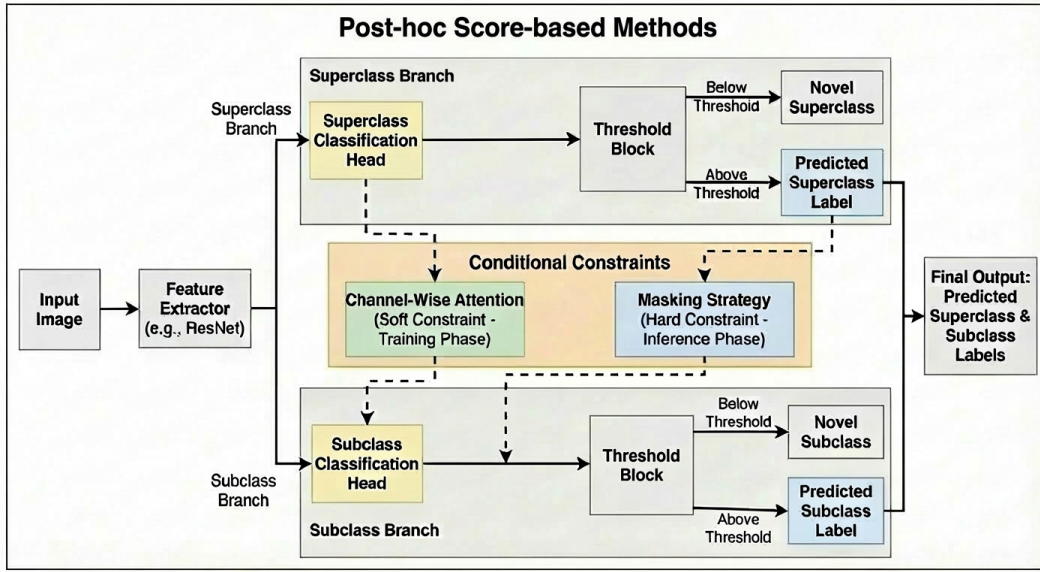 Post-hoc Score-based Methods
Superclass Branch
Superclass
Branch
Superclass
Classification
Head
Threshold
Block
Below
Threshold
Novel
Superclass
Above
Threshold
Predicted
Superclass
Label
Conditional Constraints
Input
Image
Feature
Extractor
(e.g., ResNet)
Channel-Wise Attention
(Soft Constraint -
Training Phase)
Masking Strategy
(Hard Constraint -
Inference Phase)
Final Output:
Predicted
Superclass &
Subclass
Labels
Subclass
Branch
Subclass
Classification
Head
Threshold
Block
Below
Threshold
Novel
Subclass
Above
Threshold
Predicted
Subclass
Label
Subclass Branch